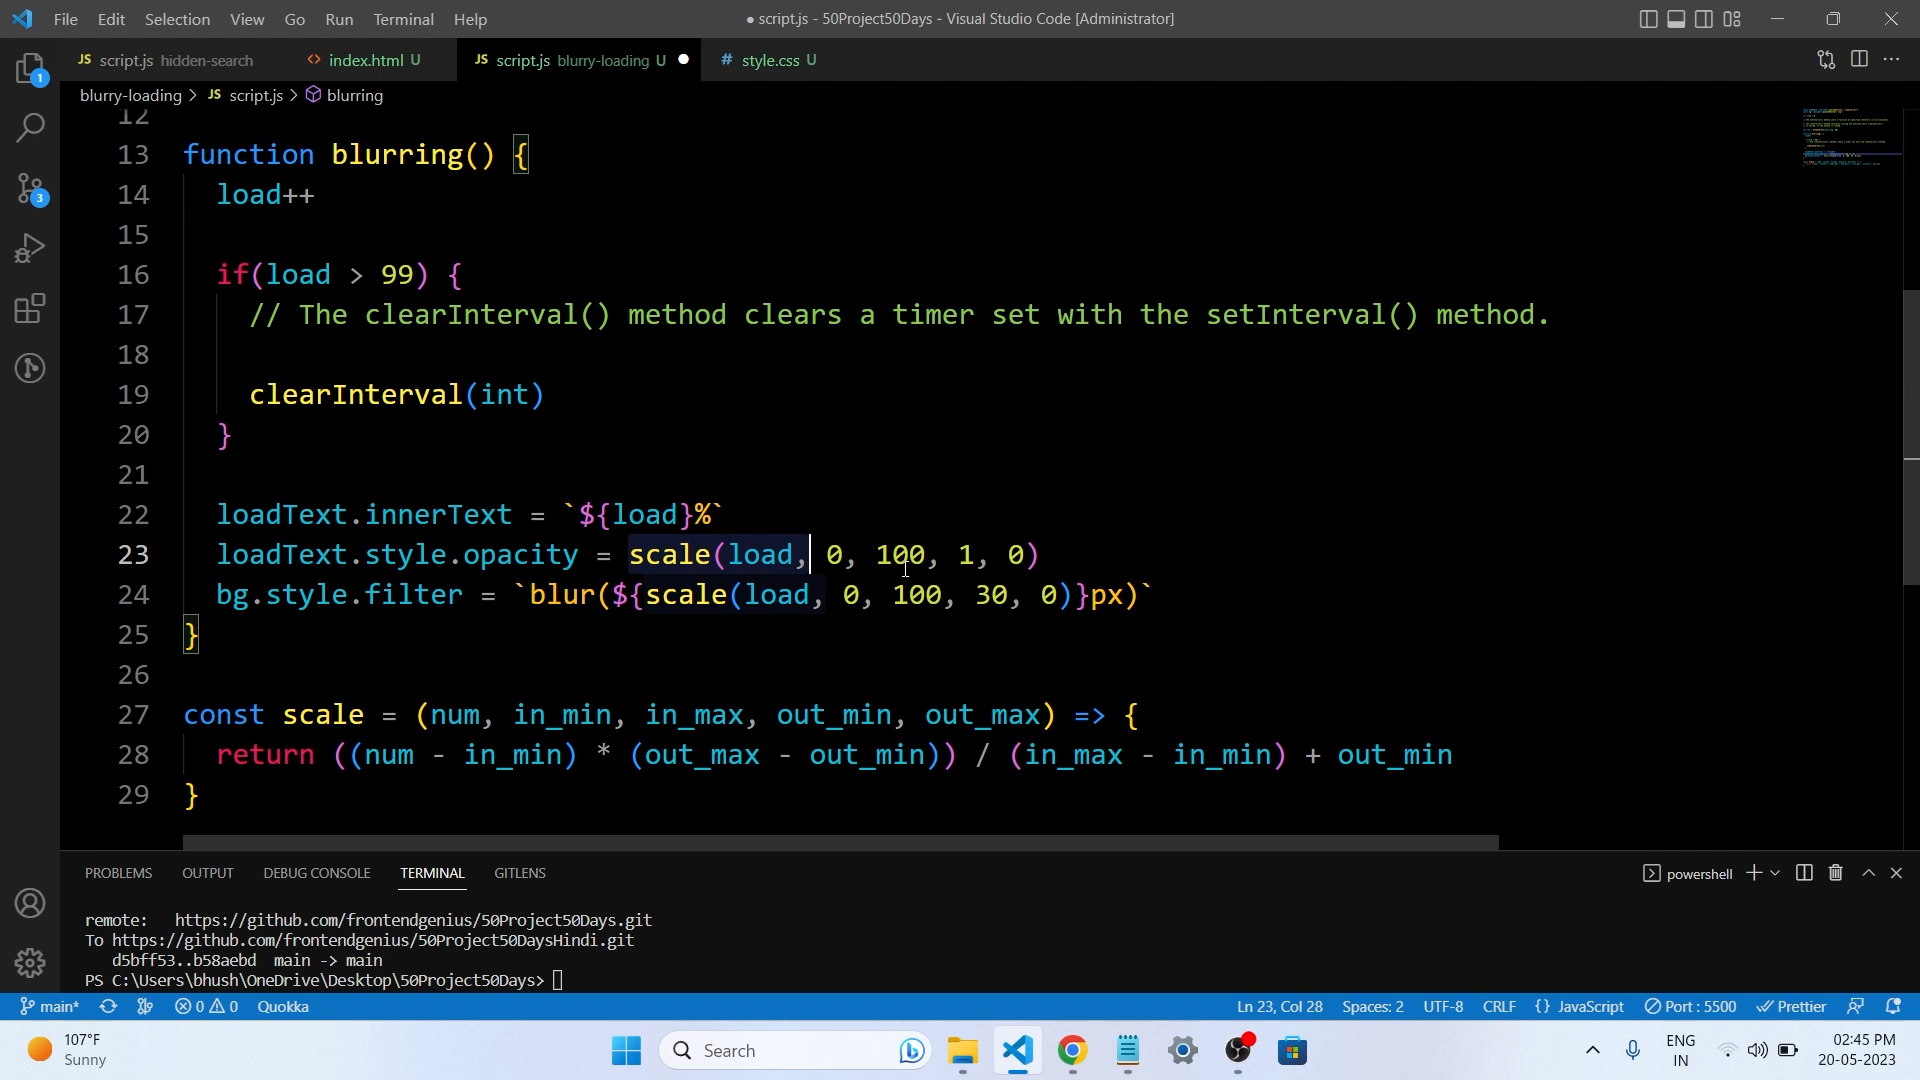 File Edit Selection View Go Run Terminal Help
● script.js - 50Project50Days - Visual Studio Code [Administrator]
JS script.js hidden-search
<> index.html U
JS script.js blurry-loading U ●
# style.css U
blurry-loading > JS script.js > blurring
12
13 function blurring() {
14 load++
15
16 if(load > 99) {
17 // The clearInterval() method clears a timer set with the setInterval() method.
18
19 clearInterval(int)
20 }
21
22 loadText.innerText = `${load}%`
23 loadText.style.opacity = scale(load, 0, 100, 1, 0)
24 bg.style.filter = `blur(${scale(load, 0, 100, 30, 0)}px)`
25 }
26
27 const scale = (num, in_min, in_max, out_min, out_max) => {
28 return ((num - in_min) * (out_max - out_min)) / (in_max - in_min) + out_min
29 }
1
3
PROBLEMS OUTPUT DEBUG CONSOLE TERMINAL GITLENS
powershell
remote: https://github.com/frontendgenius/50Project50Days.git
To https://github.com/frontendgenius/50Project50DaysHindi.git
d5bff53..b58aebd main -> main
PS C:\Users\bhush\OneDrive\Desktop\50Project50Days>
main* 0 0 Quokka
Ln 23, Col 28 Spaces: 2 UTF-8 CRLF {} JavaScript Port : 5500 Prettier
107°F
Sunny
Search
ENG
IN
02:45 PM
20-05-2023